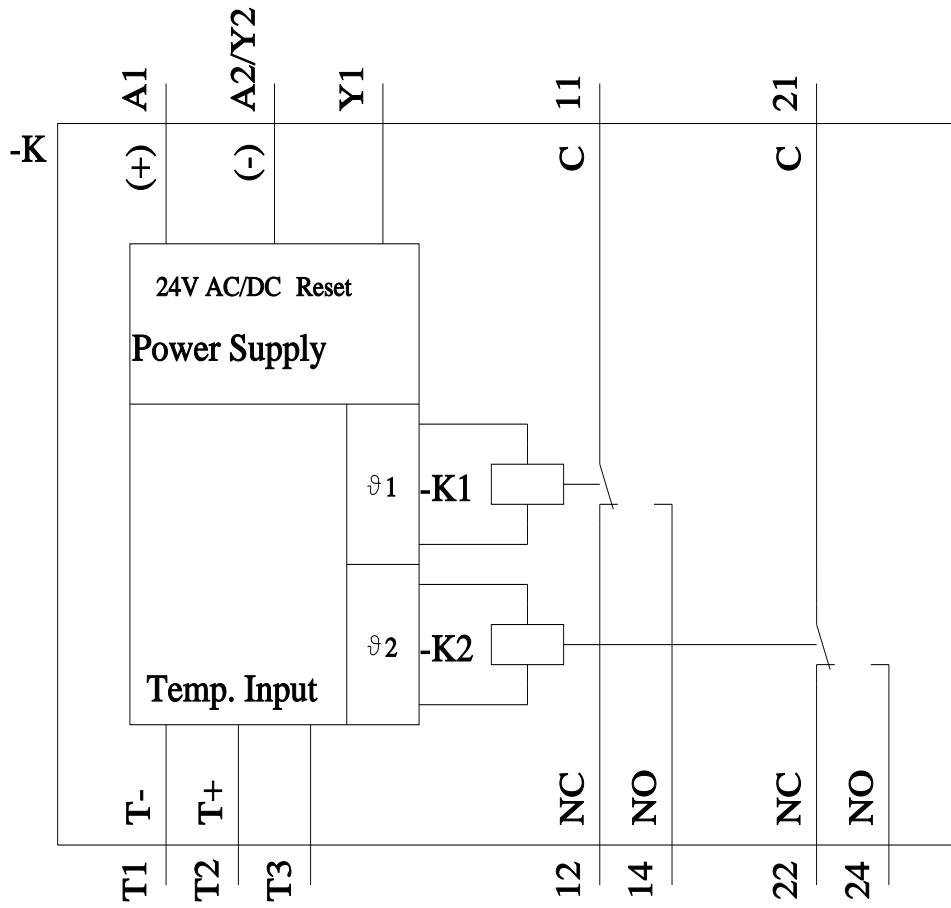 A1
A2/Y2
Y1
11
21
-K
(+)
(-)
C
C
24V AC/DC Reset
Power Supply
ϑ1
-K1
ϑ2
-K2
Temp. Input
T-
T+
NC
NO
NC
NO
T1
T2
T3
12
14
22
24